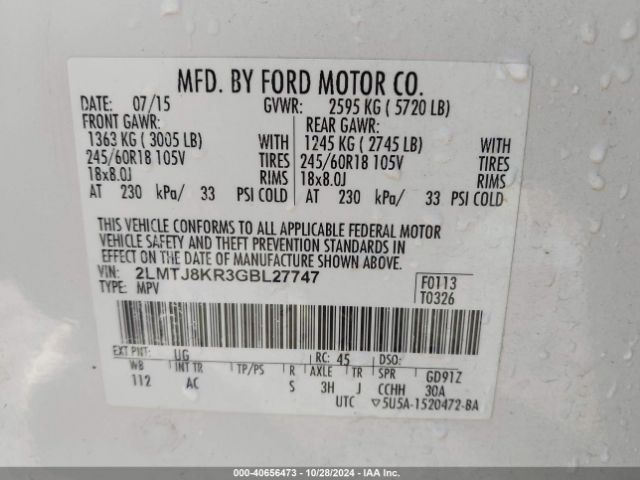 MFD. BY FORD MOTOR CO.
DATE: 07/15 GVWR: 2595 KG ( 5720 LB)
FRONT GAWR: REAR GAWR:
1363 KG ( 3005 LB) WITH 1245 KG ( 2745 LB) WITH
245/60R18 105V TIRES 245/60R18 105V TIRES
18x8.0J RIMS 18x8.0J RIMS
AT 230 kPa/ 33 PSI COLD AT 230 kPa/ 33 PSI COLD
THIS VEHICLE CONFORMS TO ALL APPLICABLE FEDERAL MOTOR
VEHICLE SAFETY AND THEFT PREVENTION STANDARDS IN
EFFECT ON THE DATE OF MANUFACTURE SHOWN ABOVE.
VIN: 2LMTJ8KR3GBL27747 F0113
TYPE: MPV T0326
EXT PNT: UG RC: 45 DSO:
WB INT TR TP/PS R AXLE TR SPR GD91Z
112 AC S 3H J CCHH 30A
UTC ▽5U5A-1520472-BA
000-40656473 - 10/28/2024 - IAAI.com